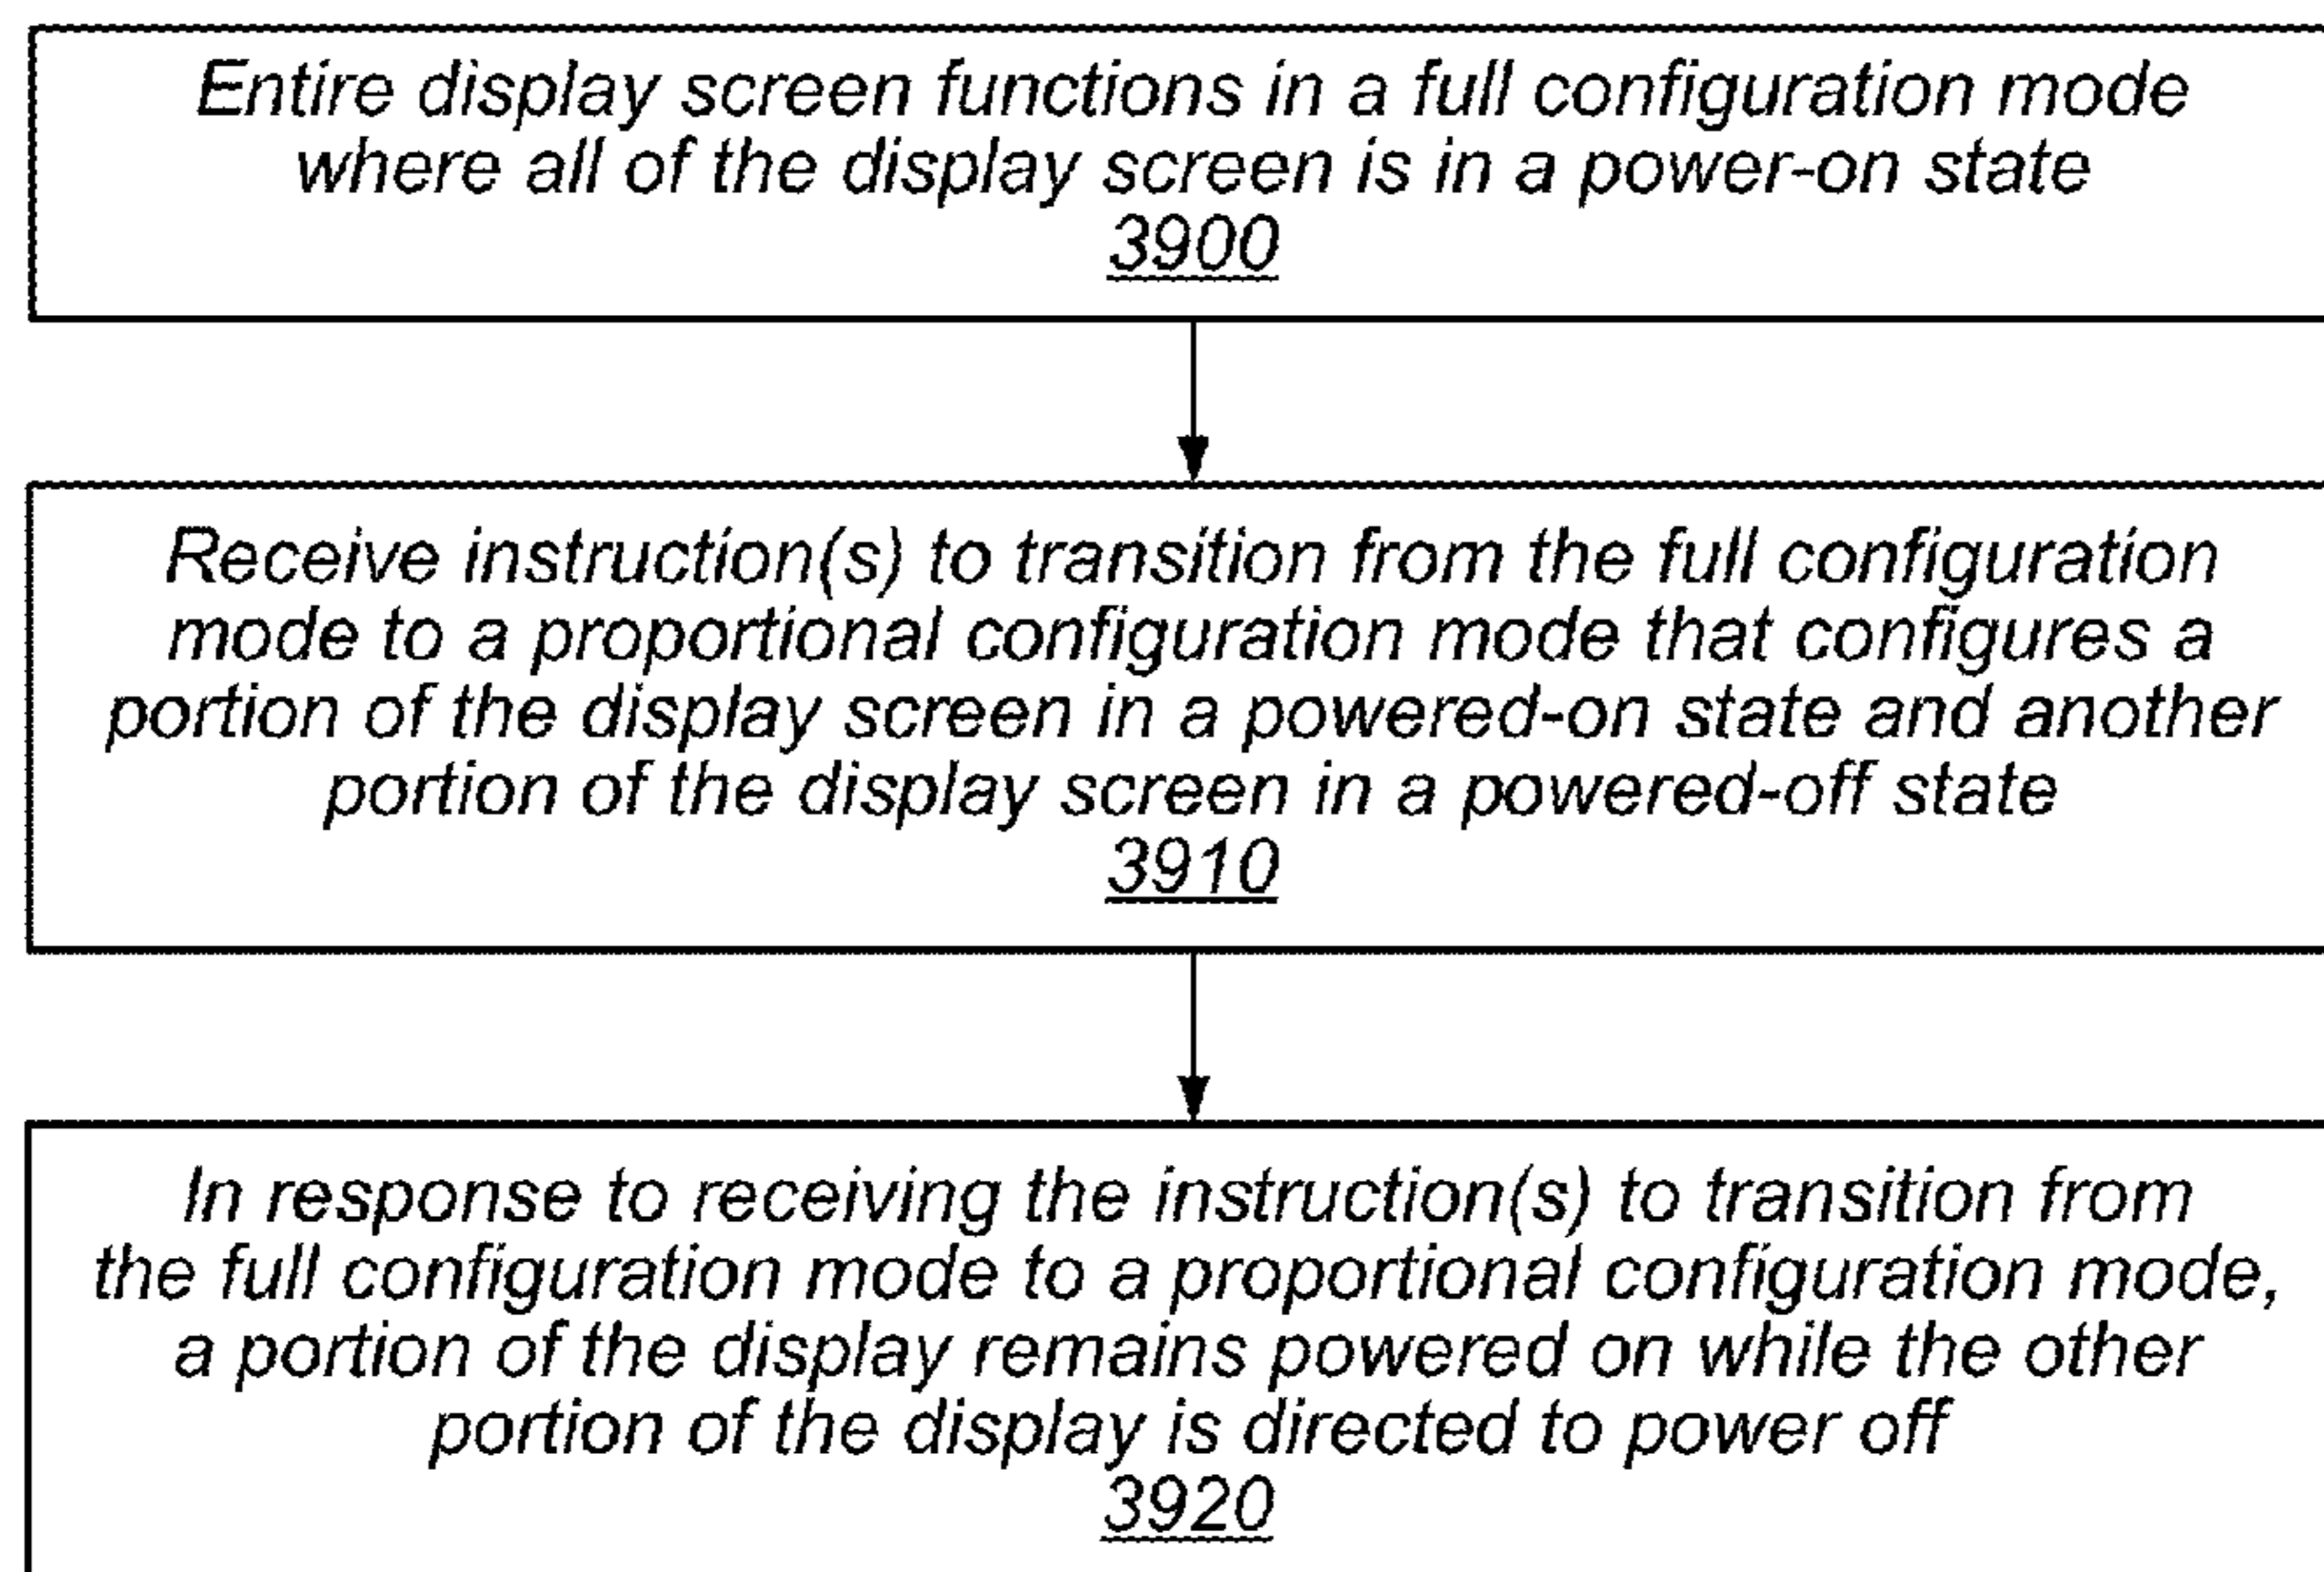 Entire display screen functions in a full configuration mode
where all of the display screen is in a power-on state
3900
Receive instruction(s) to transition from the full configuration
mode to a proportional configuration mode that configures a
portion of the display screen in a powered-on state and another
portion of the display screen in a powered-off state
3910
In response to receiving the instruction(s) to transition from
the full configuration mode to a proportional configuration mode,
a portion of the display remains powered on while the other
portion of the display is directed to power off
3920